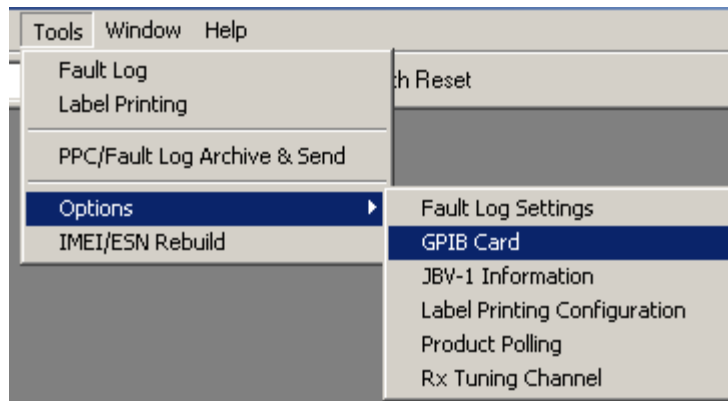 Tools Window Help
Fault Log
Label Printing
PPC/Fault Log Archive & Send
Options
IMEI/ESN Rebuild
Reset
Fault Log Settings
GPIB Card
JBV-1 Information
Label Printing Configuration
Product Polling
Rx Tuning Channel